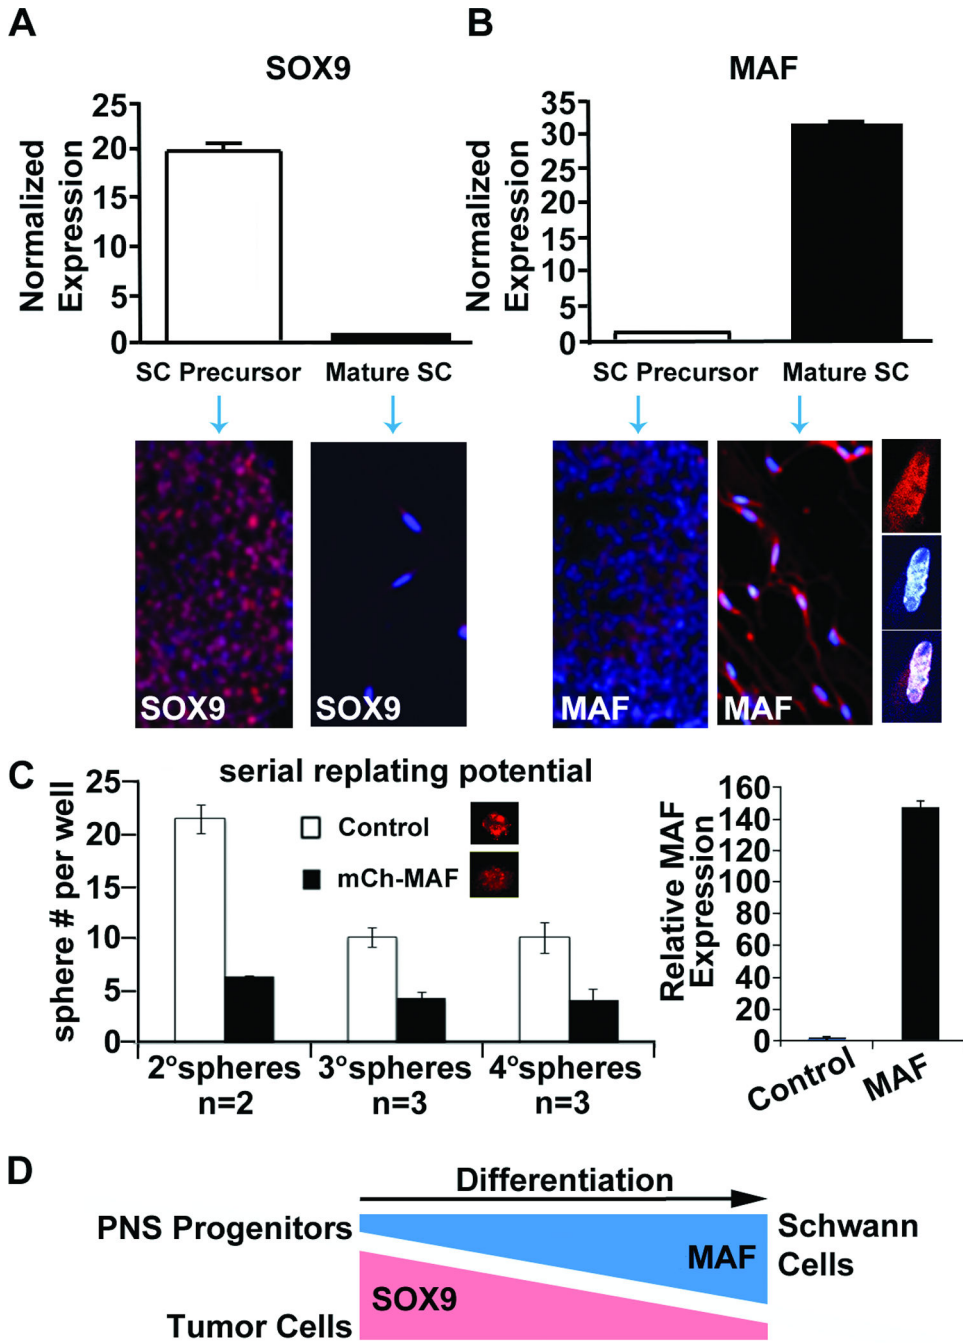 A
SOX9
Normalized
Expression
25
20
15
10
5
0
SC Precursor
Mature SC
SOX9
SOX9
B
MAF
Normalized
Expression
35
30
25
20
15
10
5
0
SC Precursor
Mature SC
MAF
MAF
C
serial replating potential
sphere # per well
25
20
15
10
5
0
Control
mCh-MAF
2°spheres
n=2
3°spheres
n=3
4°spheres
n=3
Relative MAF
Expression
160
140
120
100
80
60
40
20
0
Control
MAF
D
Differentiation
PNS Progenitors
Tumor Cells
MAF
SOX9
Schwann
Cells